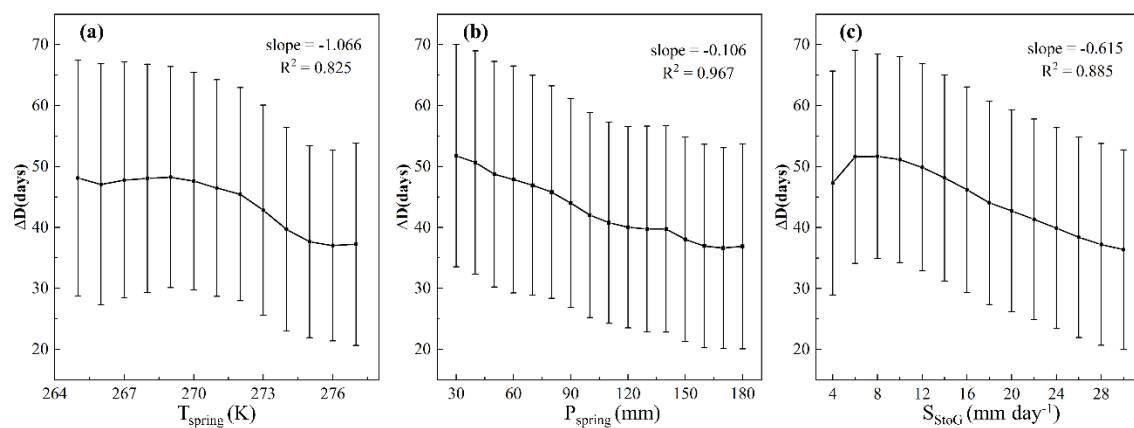 (a)
slope = -1.066
R² = 0.825
ΔD(days)
70
60
50
40
30
20
264 267 270 273 276
T_spring (K)
(b)
slope = -0.106
R² = 0.967
ΔD(days)
70
60
50
40
30
20
30 60 90 120 150 180
P_spring (mm)
(c)
slope = -0.615
R² = 0.885
ΔD(days)
70
60
50
40
30
20
4 8 12 16 20 24 28
S_StoG (mm day⁻¹)